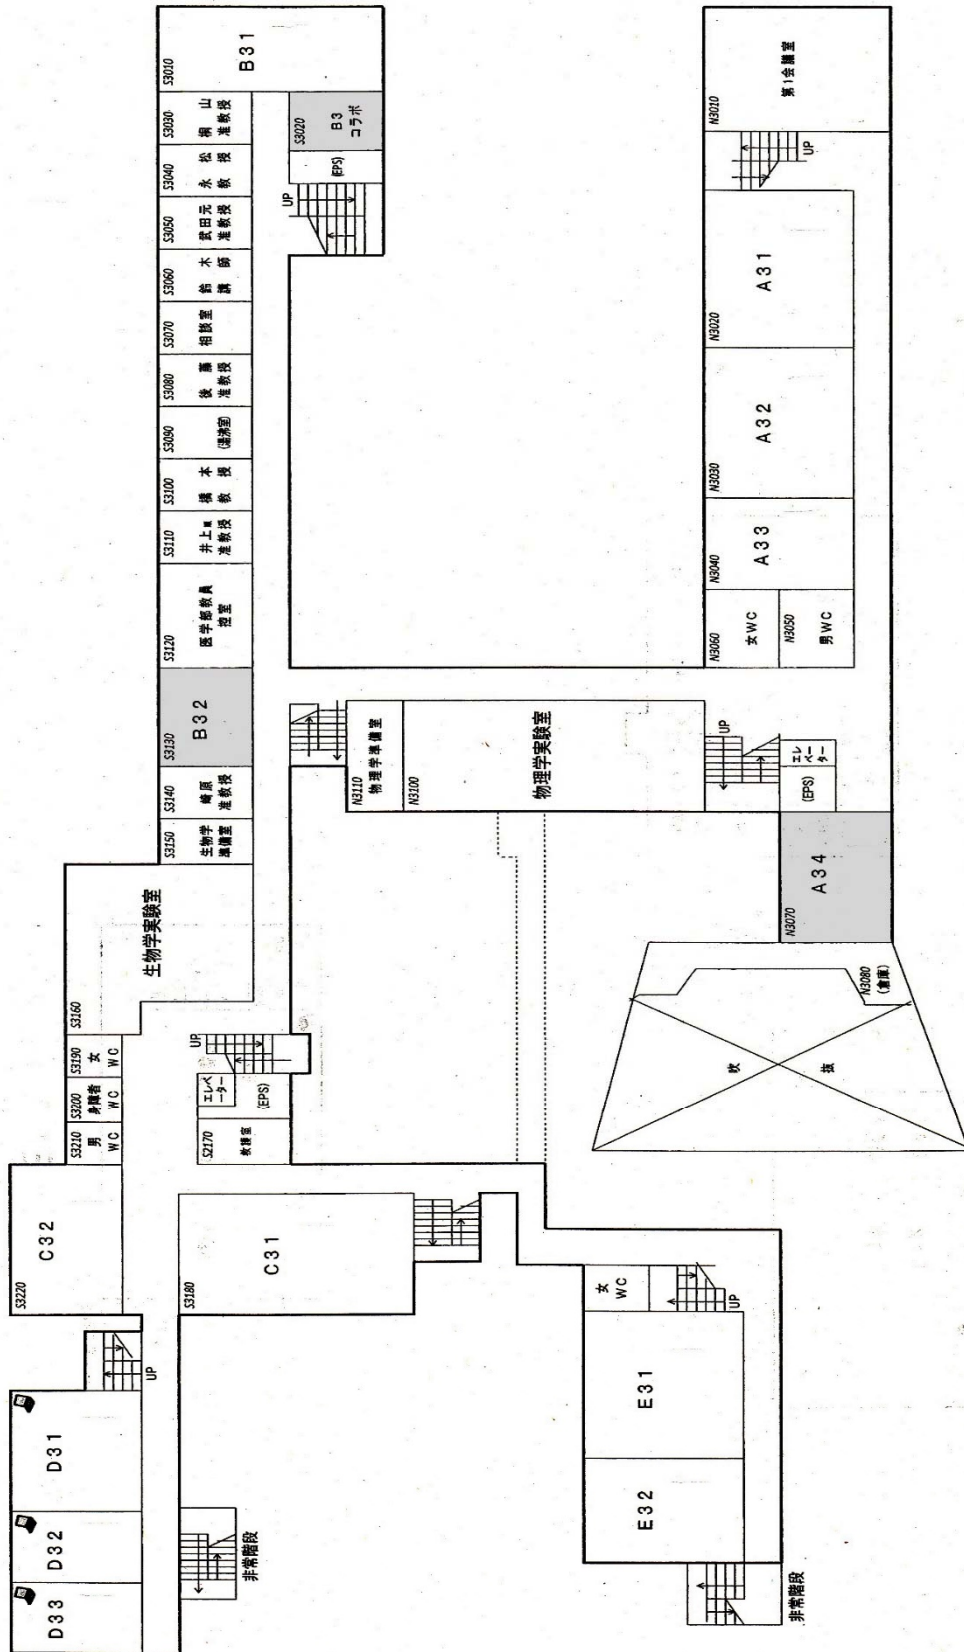 D33
D32
D31
UP
非常階段
S3220
C32
S3210
男
WC
S3200
身障者
WC
S3190
女
WC
S3160
生物学実験室
S3150
生物学
準備室
S3140
崎原
准教授
S3130
B32
S3120
医学部教員
控室
S3110
井上
准教授
S3100
橋本
教授
S3090
(湯沸室)
S3080
後藤
准教授
S3070
相談室
S3060
鈴木
講師
S3050
武田元
准教授
S3040
永松
教授
S3030
桐山
准教授
S3010
B31
S3020
B3
コラボ
(EPS)
UP
S3180
C31
S2170
教授室
エレベ
ーター
(EPS)
UP
N3110
物理学準備室
N3100
物理学実験室
UP
エレ
ベー
ター
(EPS)
E32
E31
女
WC
UP
非常階段
吹
抜
N3080
(倉庫)
N3070
A34
N3060
女WC
N3050
男WC
N3040
A33
N3030
A32
N3020
A31
UP
N3010
第1会議室